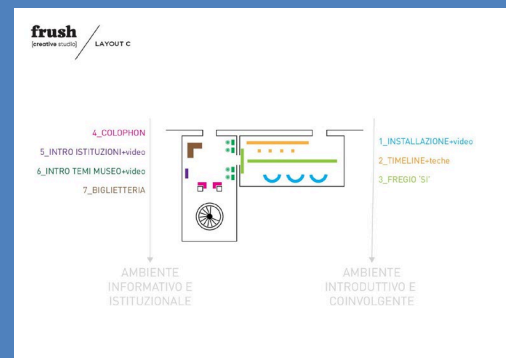 frush
[creative studio]
LAYOUT C
4_COLOPHON
5_INTRO ISTITUZIONI+video
6_INTRO TEMI MUSEO+video
7_BIGLIETTERIA
1_INSTALLAZIONE+video
2_TIMELINE+teche
3_FREGIO 'SI'
AMBIENTE
INFORMATIVO E
ISTITUZIONALE
AMBIENTE
INTRODUTTIVO E
COINVOLGENTE